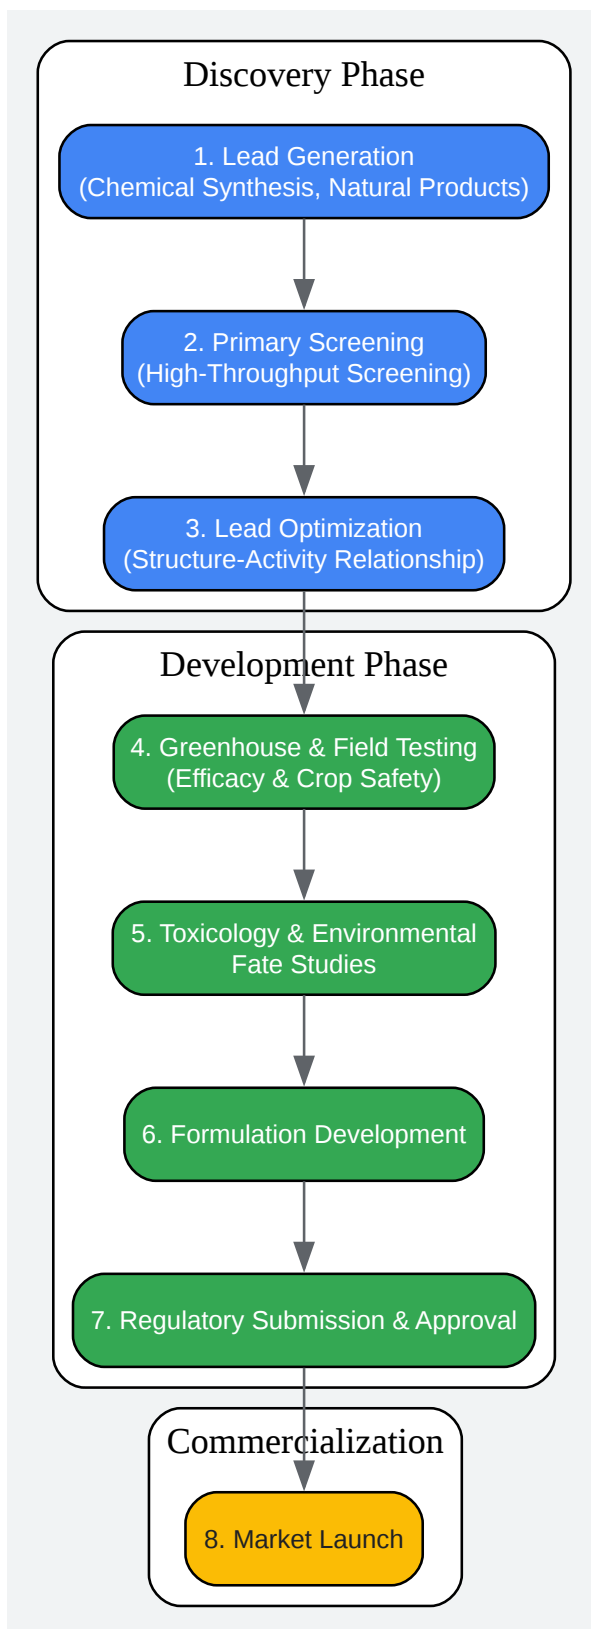 Discovery Phase
1. Lead Generation
(Chemical Synthesis, Natural Products)
2. Primary Screening
(High-Throughput Screening)
3. Lead Optimization
(Structure-Activity Relationship)
Development Phase
4. Greenhouse & Field Testing
(Efficacy & Crop Safety)
5. Toxicology & Environmental
Fate Studies
6. Formulation Development
7. Regulatory Submission & Approval
Commercialization
8. Market Launch